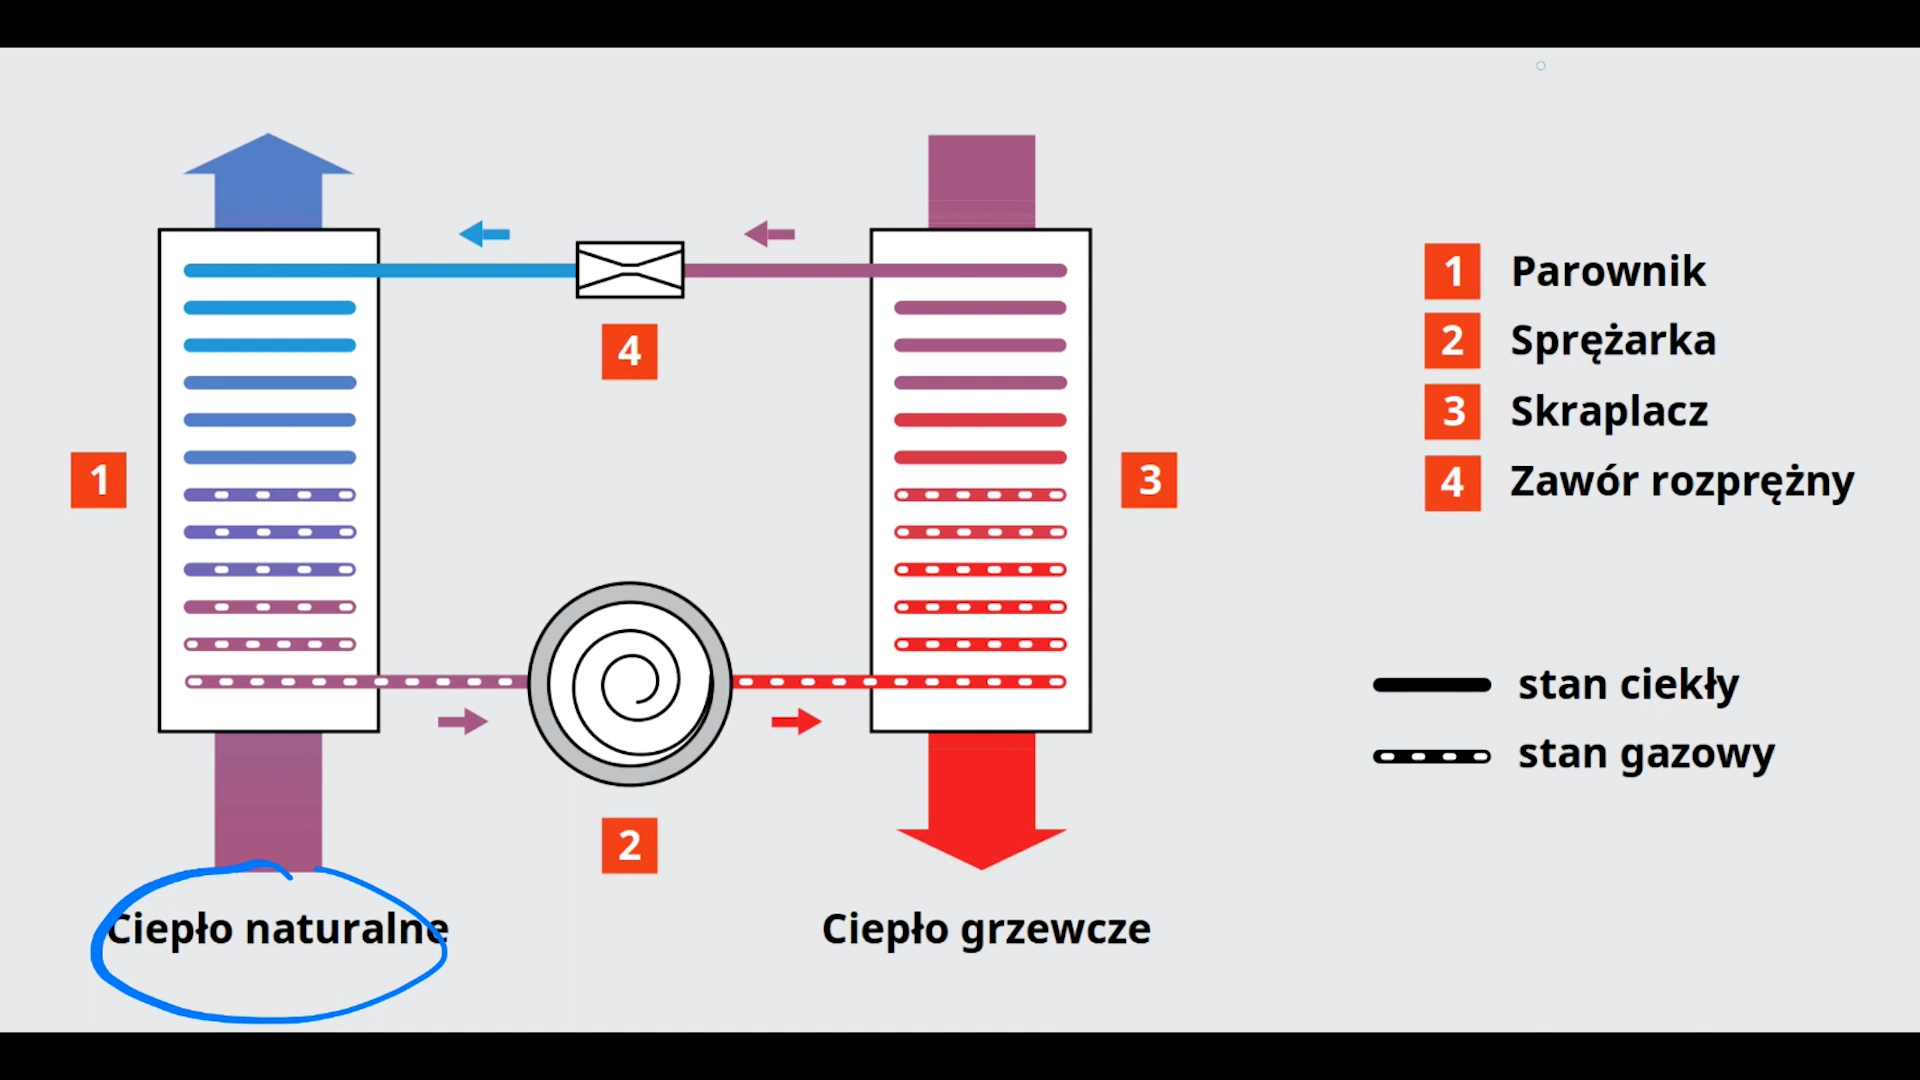 1 Parownik
2 Sprężarka
3 Skraplacz
4 Zawór rozprężny
4
1
3
stan ciekły
stan gazowy
2
Ciepło naturalne
Ciepło grzewcze